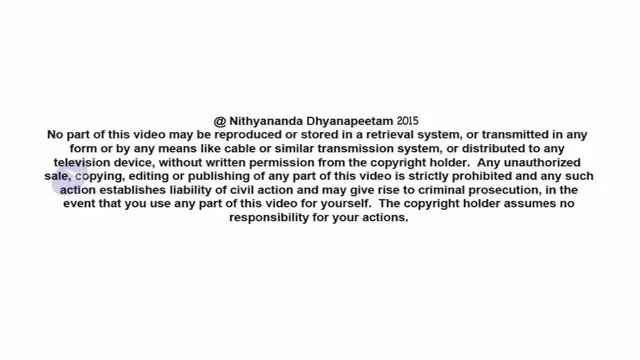 @ Nithyananda Dhyanapeetam 2015
No part of this video may be reproduced or stored in a retrieval system, or transmitted in any
form or by any means like cable or similar transmission system, or distributed to any
television device, without written permission from the copyright holder. Any unauthorized
sale, copying, editing or publishing of any part of this video is strictly prohibited and any such
action establishes liability of civil action and may give rise to criminal prosecution, in the
event that you use any part of this video for yourself. The copyright holder assumes no
responsibility for your actions.